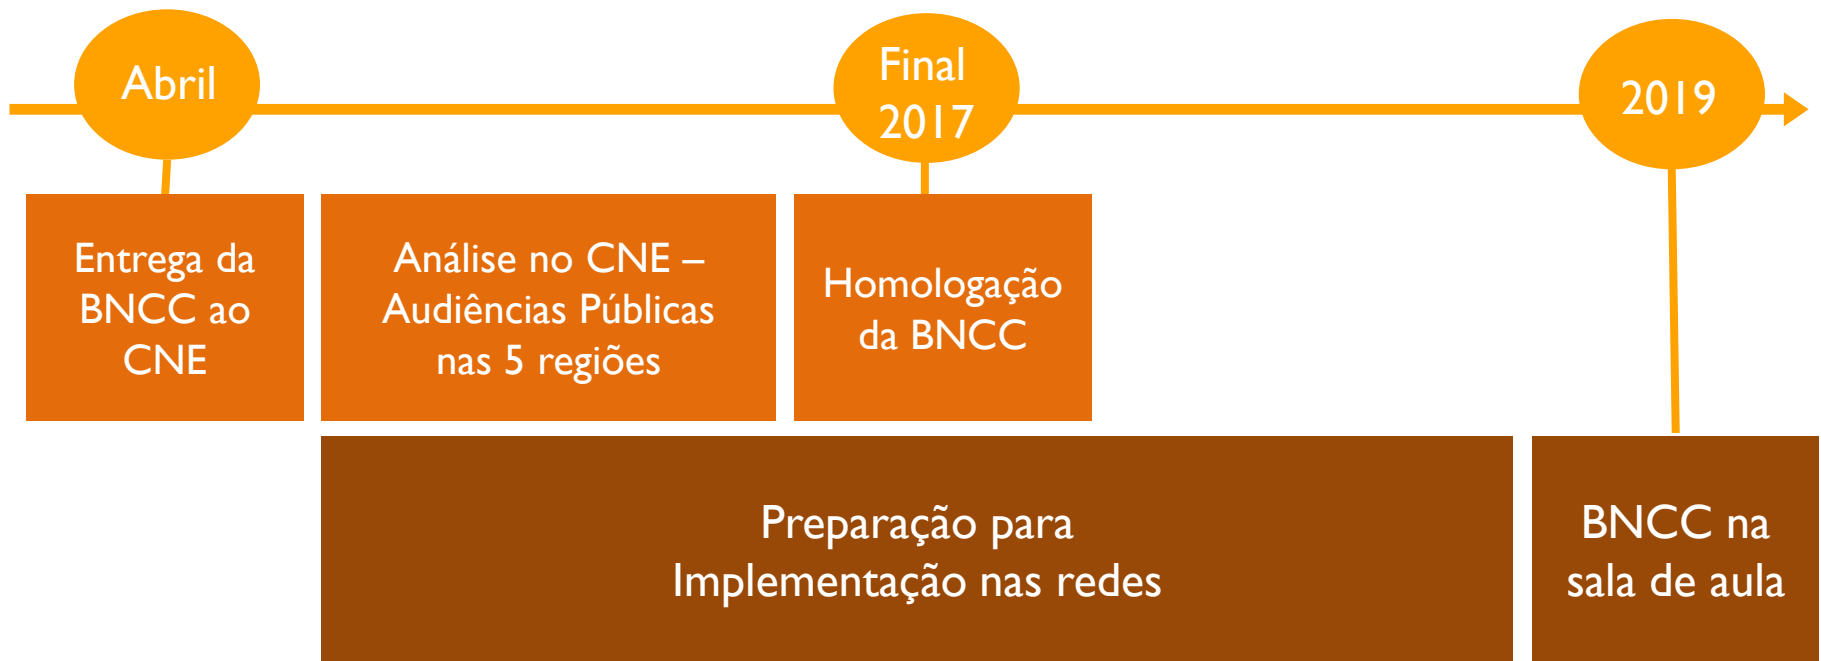 Abril
Final
2017
2019
Entrega da
BNCC ao
CNE
Análise no CNE –
Audiências Públicas
nas 5 regiões
Homologação
da BNCC
Preparação para
Implementação nas redes
BNCC na
sala de aula